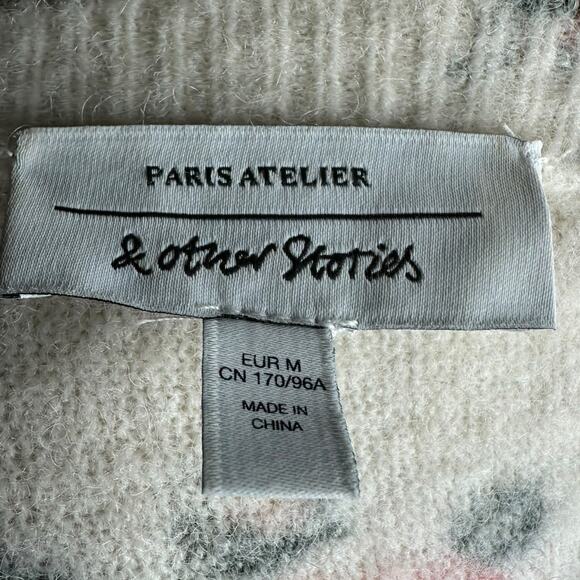 PARIS ATELIER
& other Stories
EUR M
CN 170/96A
MADE IN
CHINA